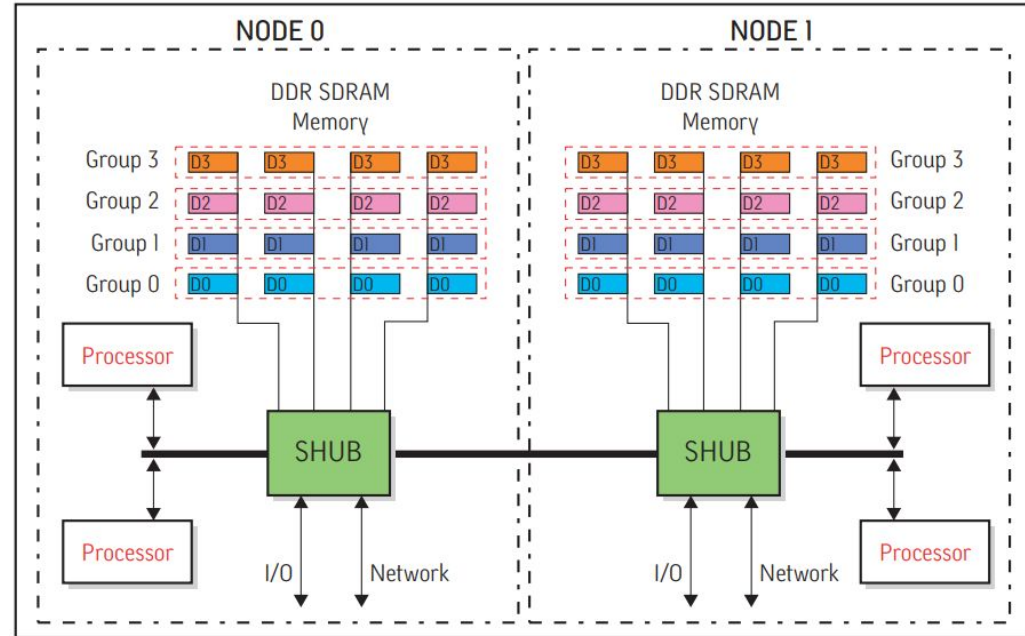 NODE 0
DDR SDRAM
Memory
Group 3 D3 D3 D3 D3
Group 2 D2 D2 D2 D2
Group 1 D1 D1 D1 D1
Group 0 D0 D0 D0 D0
Processor
SHUB
Processor
I/O
Network
NODE 1
DDR SDRAM
Memory
D3 D3 D3 D3 Group 3
D2 D2 D2 D2 Group 2
D1 D1 D1 D1 Group 1
D0 D0 D0 D0 Group 0
Processor
SHUB
Processor
I/O
Network